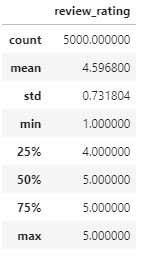 review_rating
count 5000.000000
mean 4.596800
std 0.731804
min 1.000000
25% 4.000000
50% 5.000000
75% 5.000000
max 5.000000